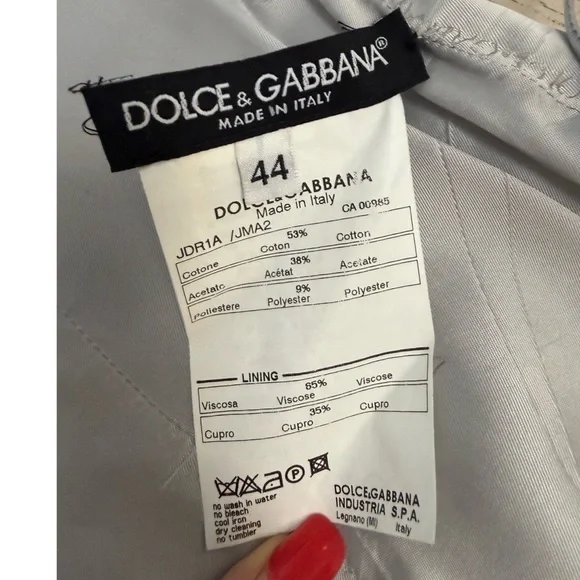 DOLCE & GABBANA®
MADE IN ITALY
44
DOLCE&GABBANA
Made in Italy
JDR1A /JMA2 CA 00985
53%
Cotone Coton Cotton
38%
Acetato Acétat Acetate
9%
Poliestere Polyester Polyester
LINING
65%
Viscosa Viscose Viscose
35%
Cupro Cupro Cupro
P
no wash in water
no bleach
cool iron
dry cleaning
no tumbler
DOLCE&GABBANA
INDUSTRIA S.P.A.
Legnano (MI) Italy